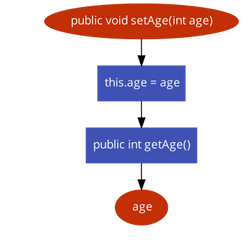 public void setAge(int age)
this.age = age
public int getAge()
age